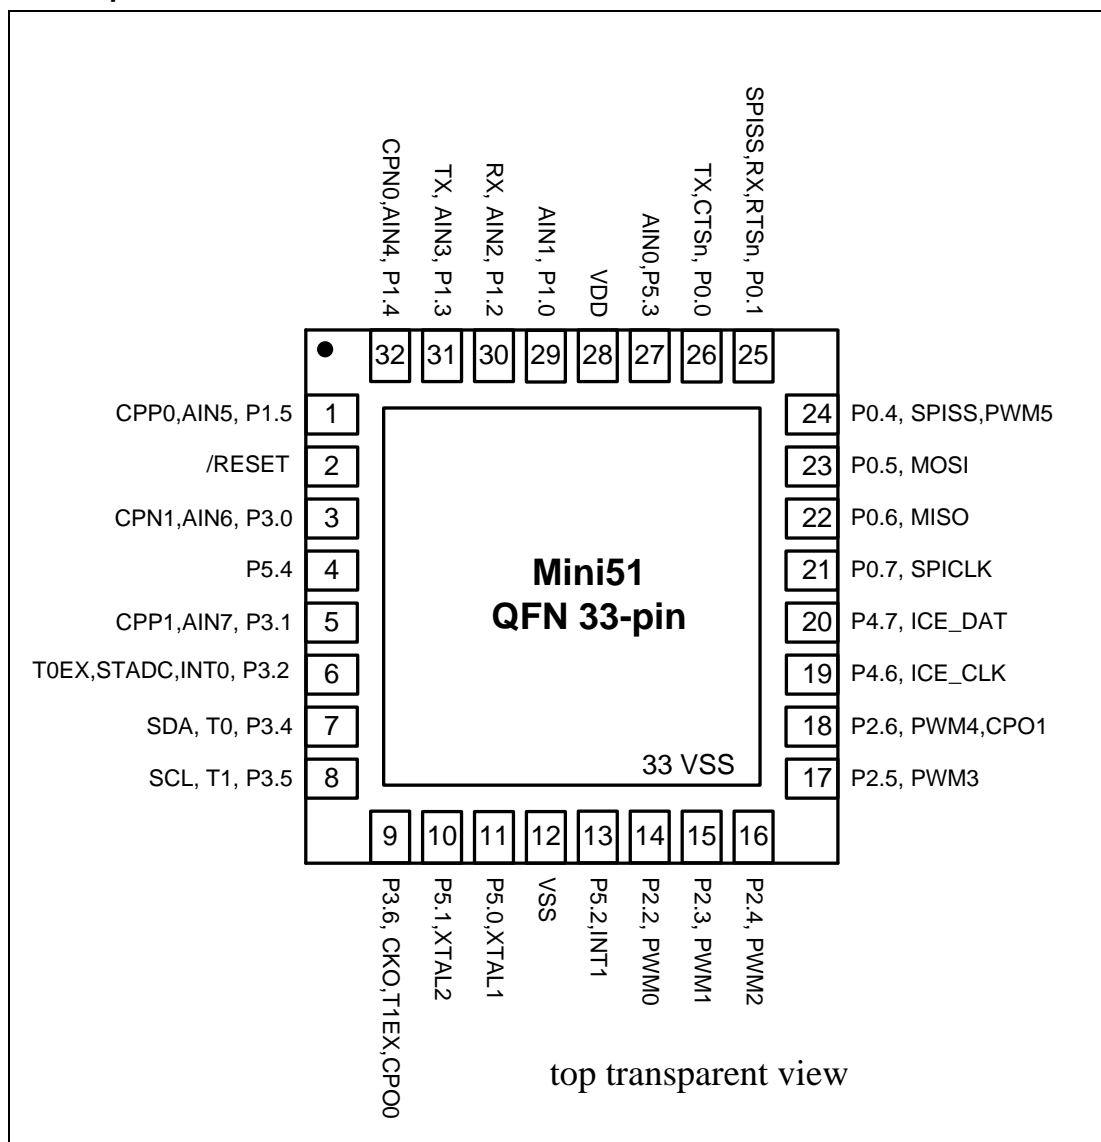 SPISS,RX,RTSn, P0.1
TX,CTSn, P0.0
AIN0,P5.3
VDD
AIN1, P1.0
RX, AIN2, P1.2
TX, AIN3, P1.3
CPN0,AIN4, P1.4
32 31 30 29 28 27 26 25
CPP0,AIN5, P1.5 1
/RESET 2
CPN1,AIN6, P3.0 3
P5.4 4
CPP1,AIN7, P3.1 5
T0EX,STADC,INT0, P3.2 6
SDA, T0, P3.4 7
SCL, T1, P3.5 8
Mini51
QFN 33-pin
33 VSS
24 P0.4, SPISS,PWM5
23 P0.5, MOSI
22 P0.6, MISO
21 P0.7, SPICLK
20 P4.7, ICE_DAT
19 P4.6, ICE_CLK
18 P2.6, PWM4,CPO1
17 P2.5, PWM3
9 10 11 12 13 14 15 16
P3.6, CKO,T1EX,CPO0
P5.1,XTAL2
P5.0,XTAL1
VSS
P5.2,INT1
P2.2, PWM0
P2.3, PWM1
P2.4, PWM2
top transparent view